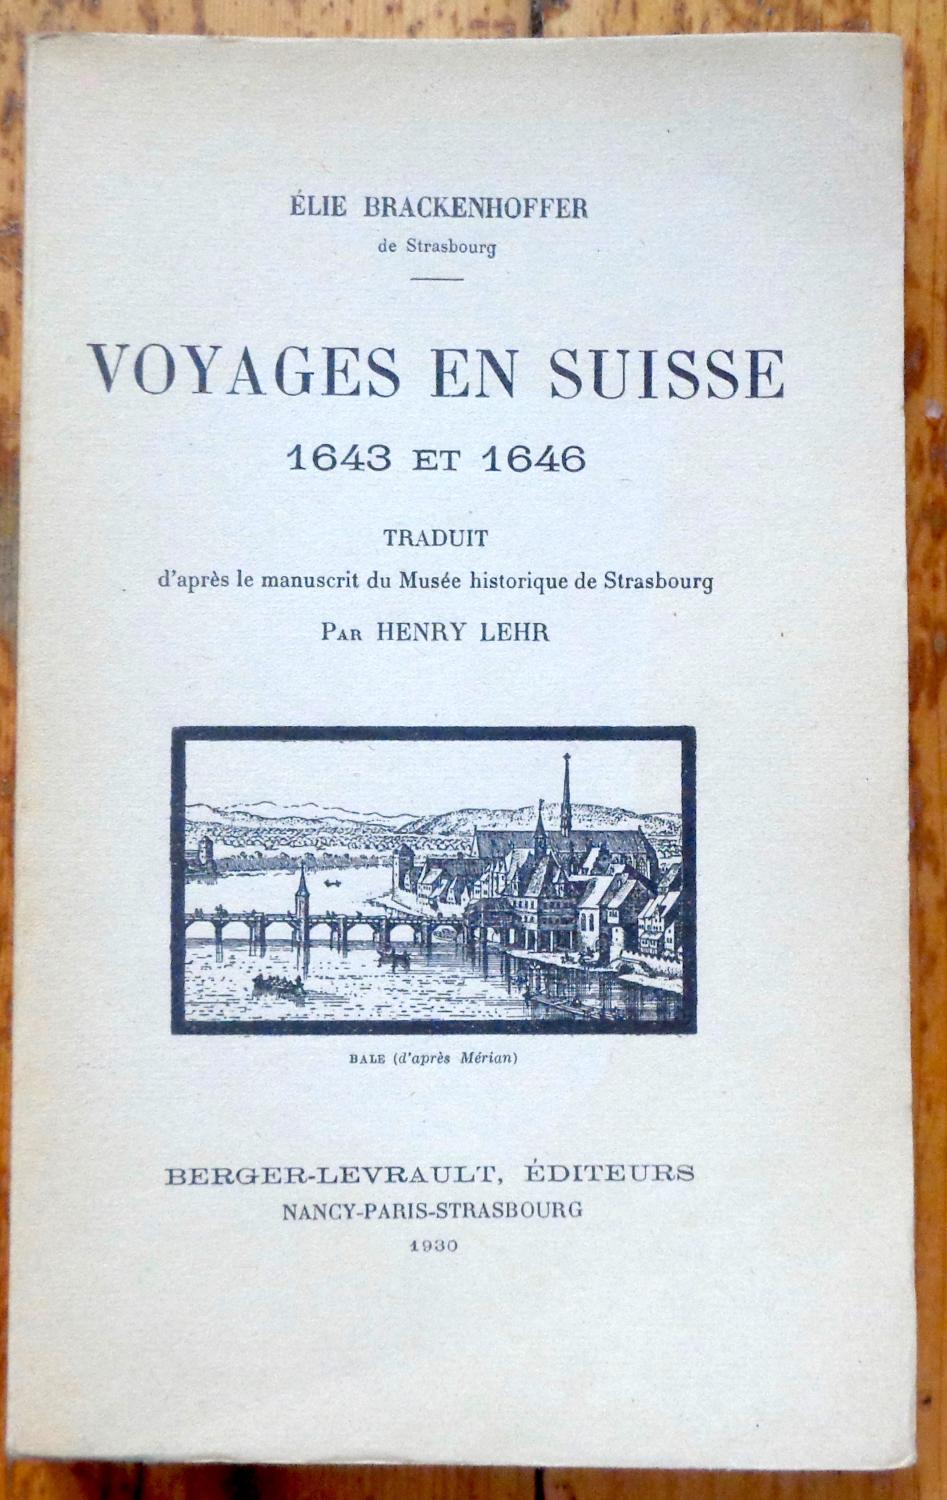 ÉLIE BRACKENHOFFER
de Strasbourg
VOYAGES EN SUISSE
1643 ET 1646
TRADUIT
d'après le manuscrit du Musée historique de Strasbourg
PAR HENRY LEHR
BALE (d'après Mérian)
BERGER-LEVRAULT, ÉDITEURS
NANCY-PARIS-STRASBOURG
1930